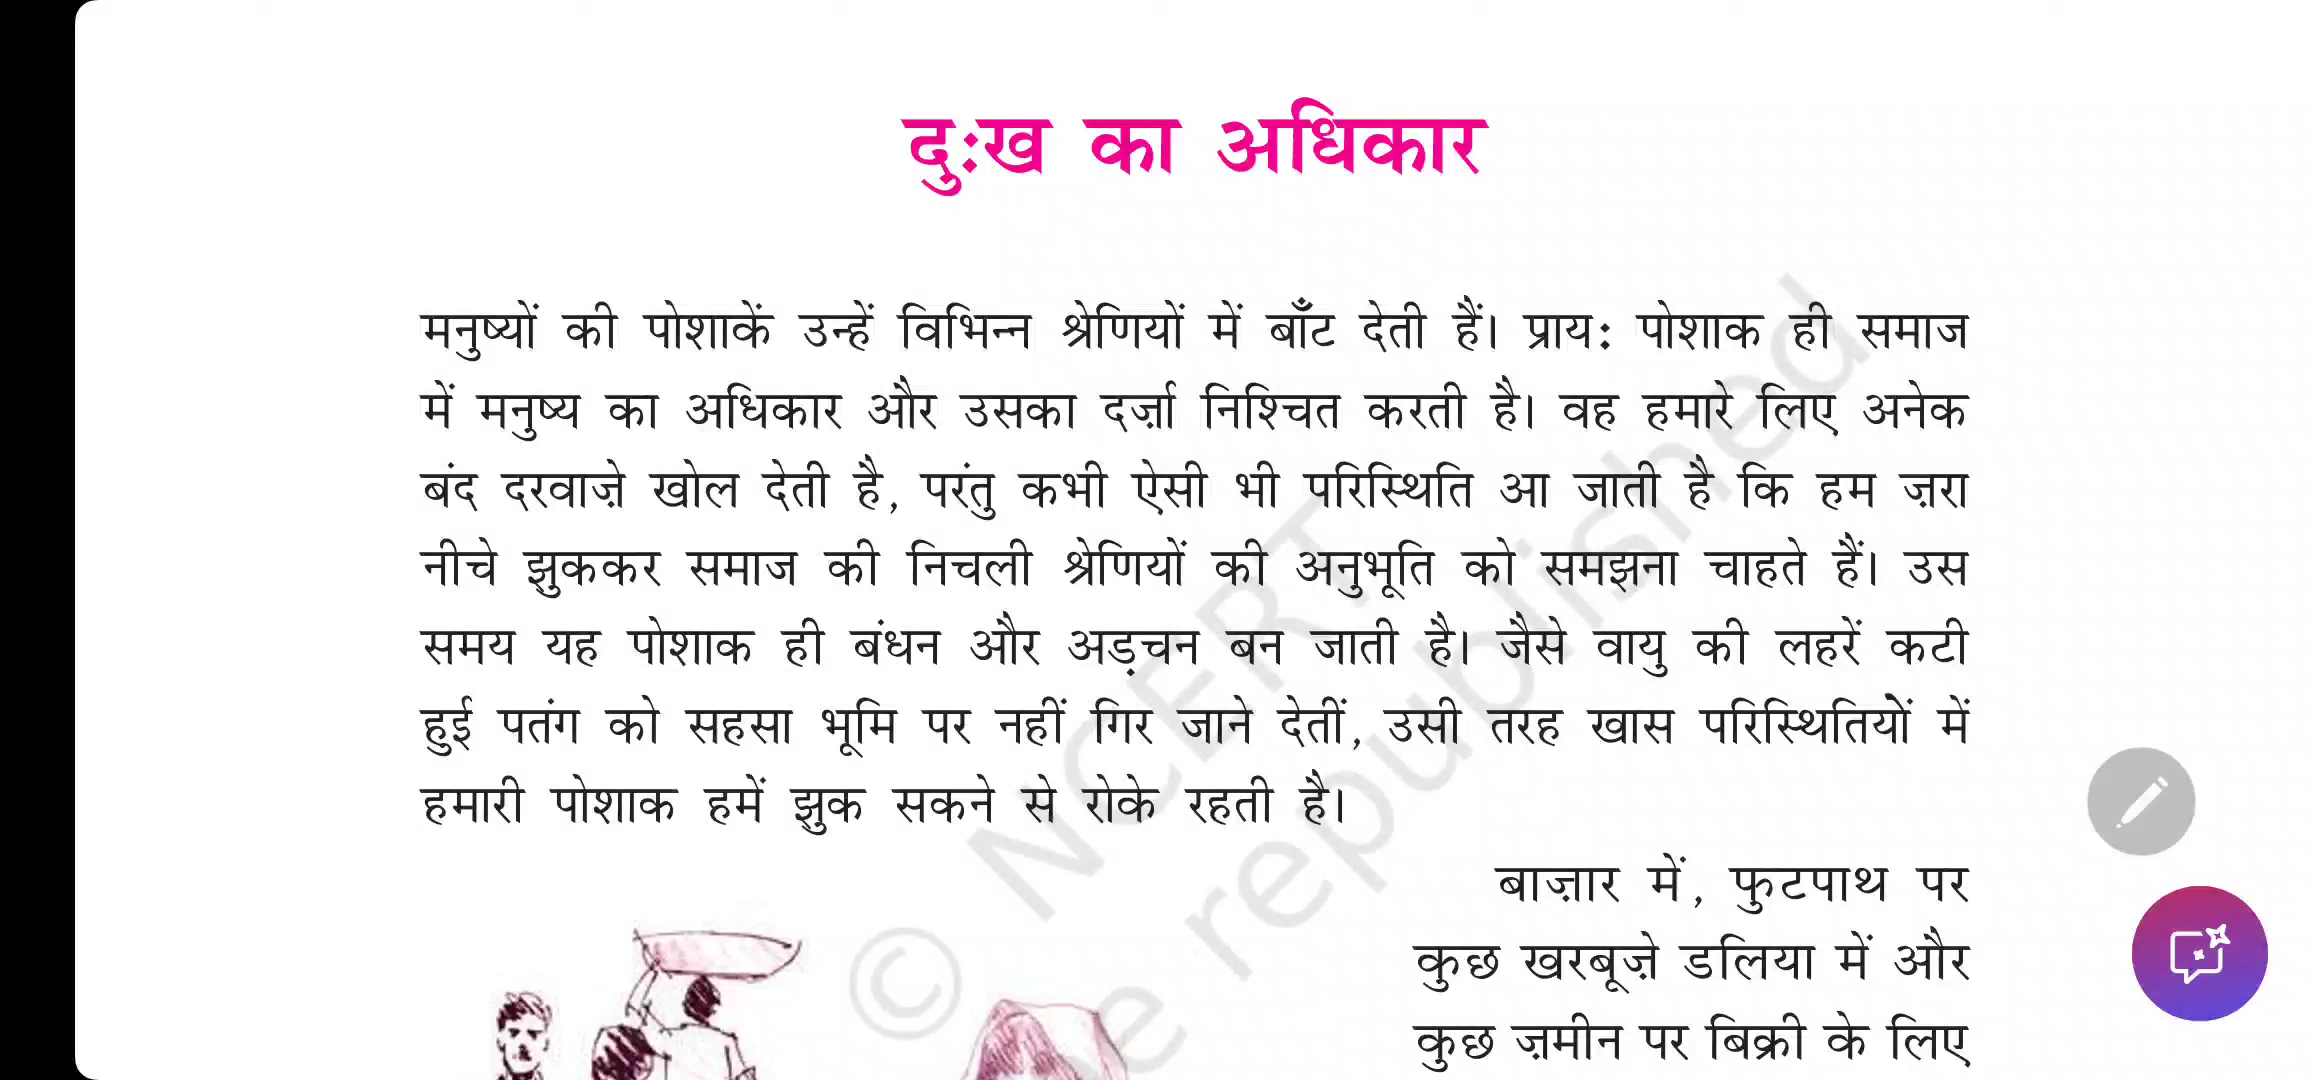 दुःख का अधिकार
मनुष्यों की पोशाकें उन्हें विभिन्न श्रेणियों में बाँट देती हैं। प्रायः पोशाक ही समाज
में मनुष्य का अधिकार और उसका दर्ज़ा निश्चित करती है। वह हमारे लिए अनेक
बंद दरवाज़े खोल देती है, परंतु कभी ऐसी भी परिस्थिति आ जाती है कि हम ज़रा
नीचे झुककर समाज की निचली श्रेणियों की अनुभूति को समझना चाहते हैं। उस
समय यह पोशाक ही बंधन और अड़चन बन जाती है। जैसे वायु की लहरें कटी
हुई पतंग को सहसा भूमि पर नहीं गिर जाने देतीं, उसी तरह खास परिस्थितियों में
हमारी पोशाक हमें झुक सकने से रोके रहती है।
बाज़ार में, फुटपाथ पर
कुछ खरबूज़े डलिया में और
कुछ ज़मीन पर बिक्री के लिए
© NCERT
republished